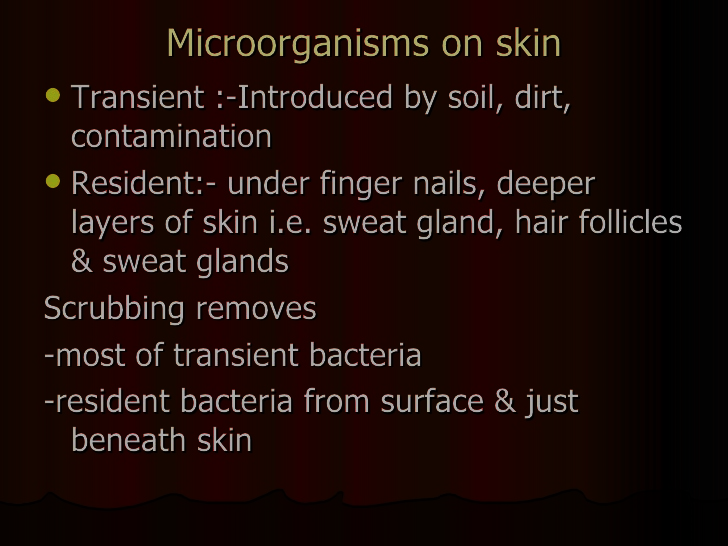 Microorganisms on skin
Transient :-Introduced by soil, dirt,
contamination
Resident:- under finger nails, deeper
layers of skin i.e. sweat gland, hair follicles
& sweat glands
Scrubbing removes
-most of transient bacteria
-resident bacteria from surface & just
beneath skin